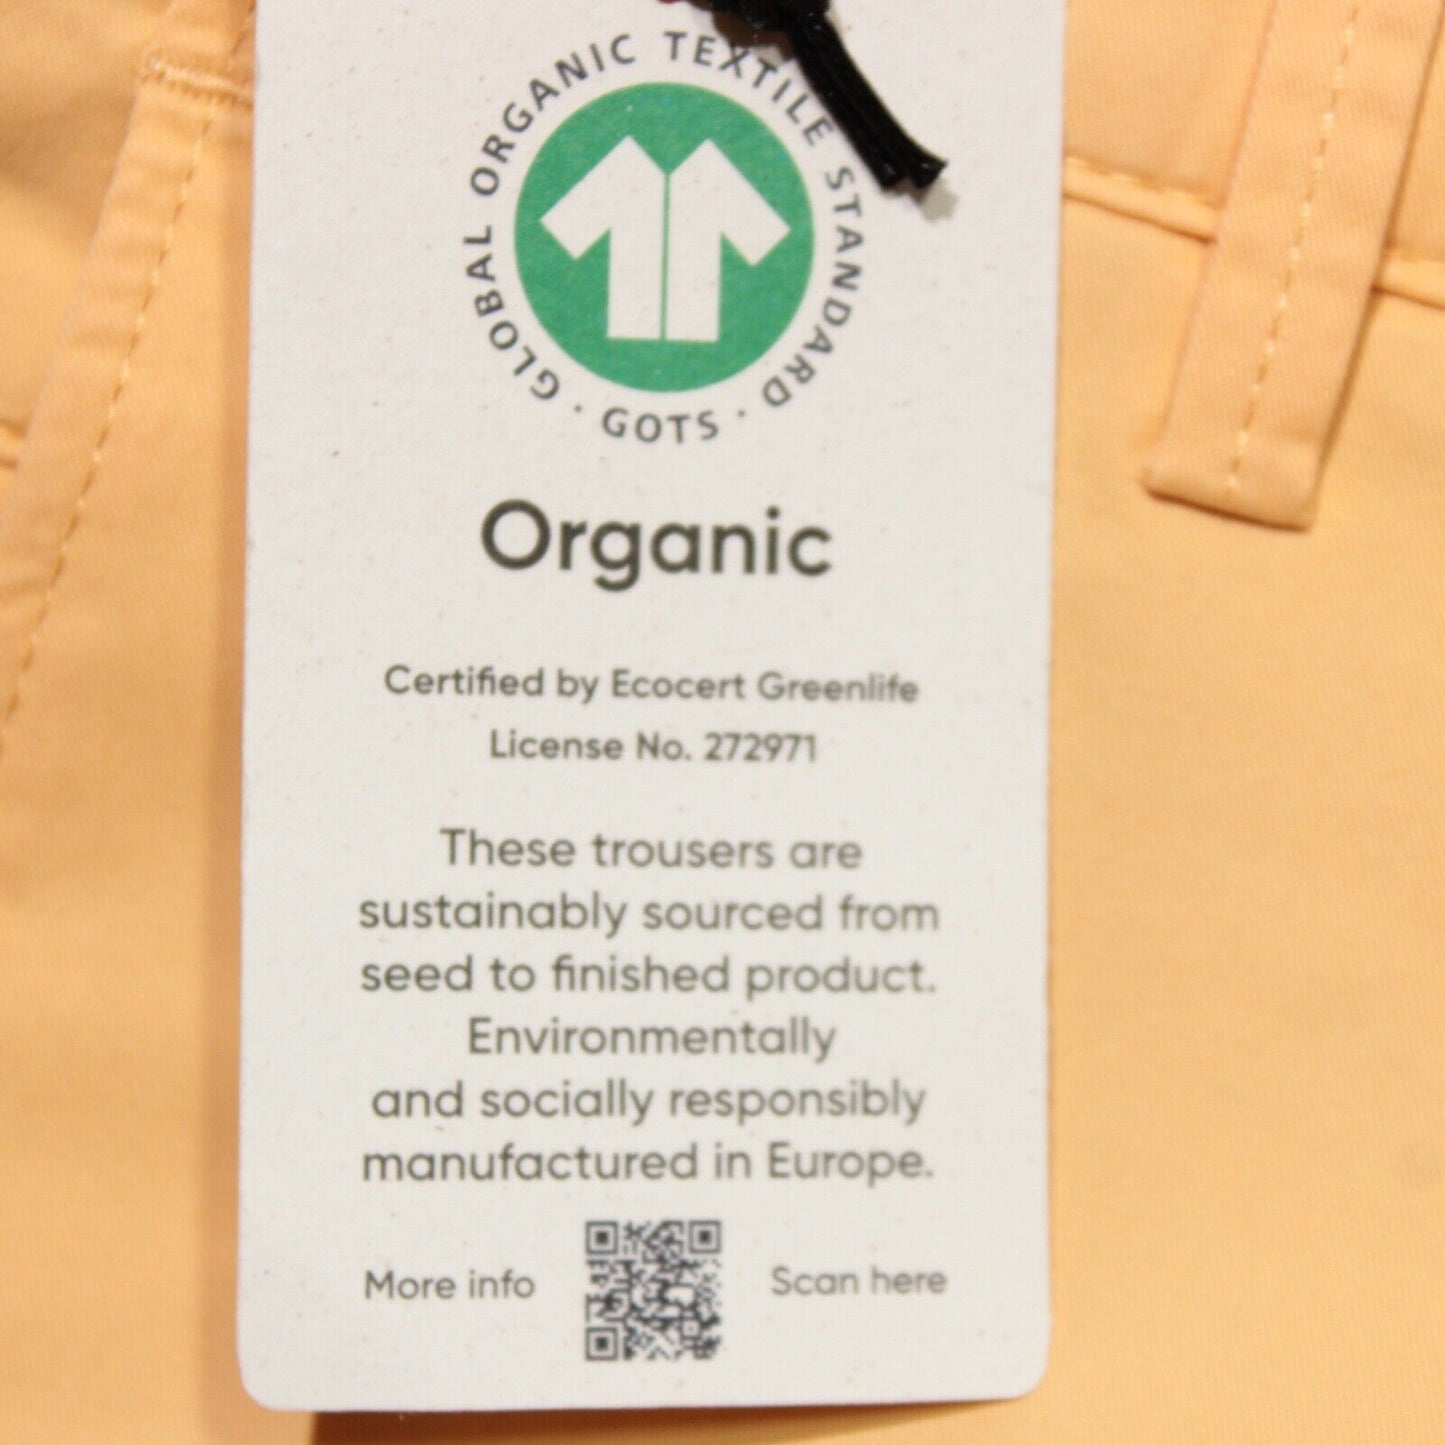 GLOBAL ORGANIC TEXTILE STANDARD · GOTS ·
Organic
Certified by Ecocert Greenlife
License No. 272971
These trousers are
sustainably sourced from
seed to finished product.
Environmentally
and socially responsibly
manufactured in Europe.
More info
Scan here